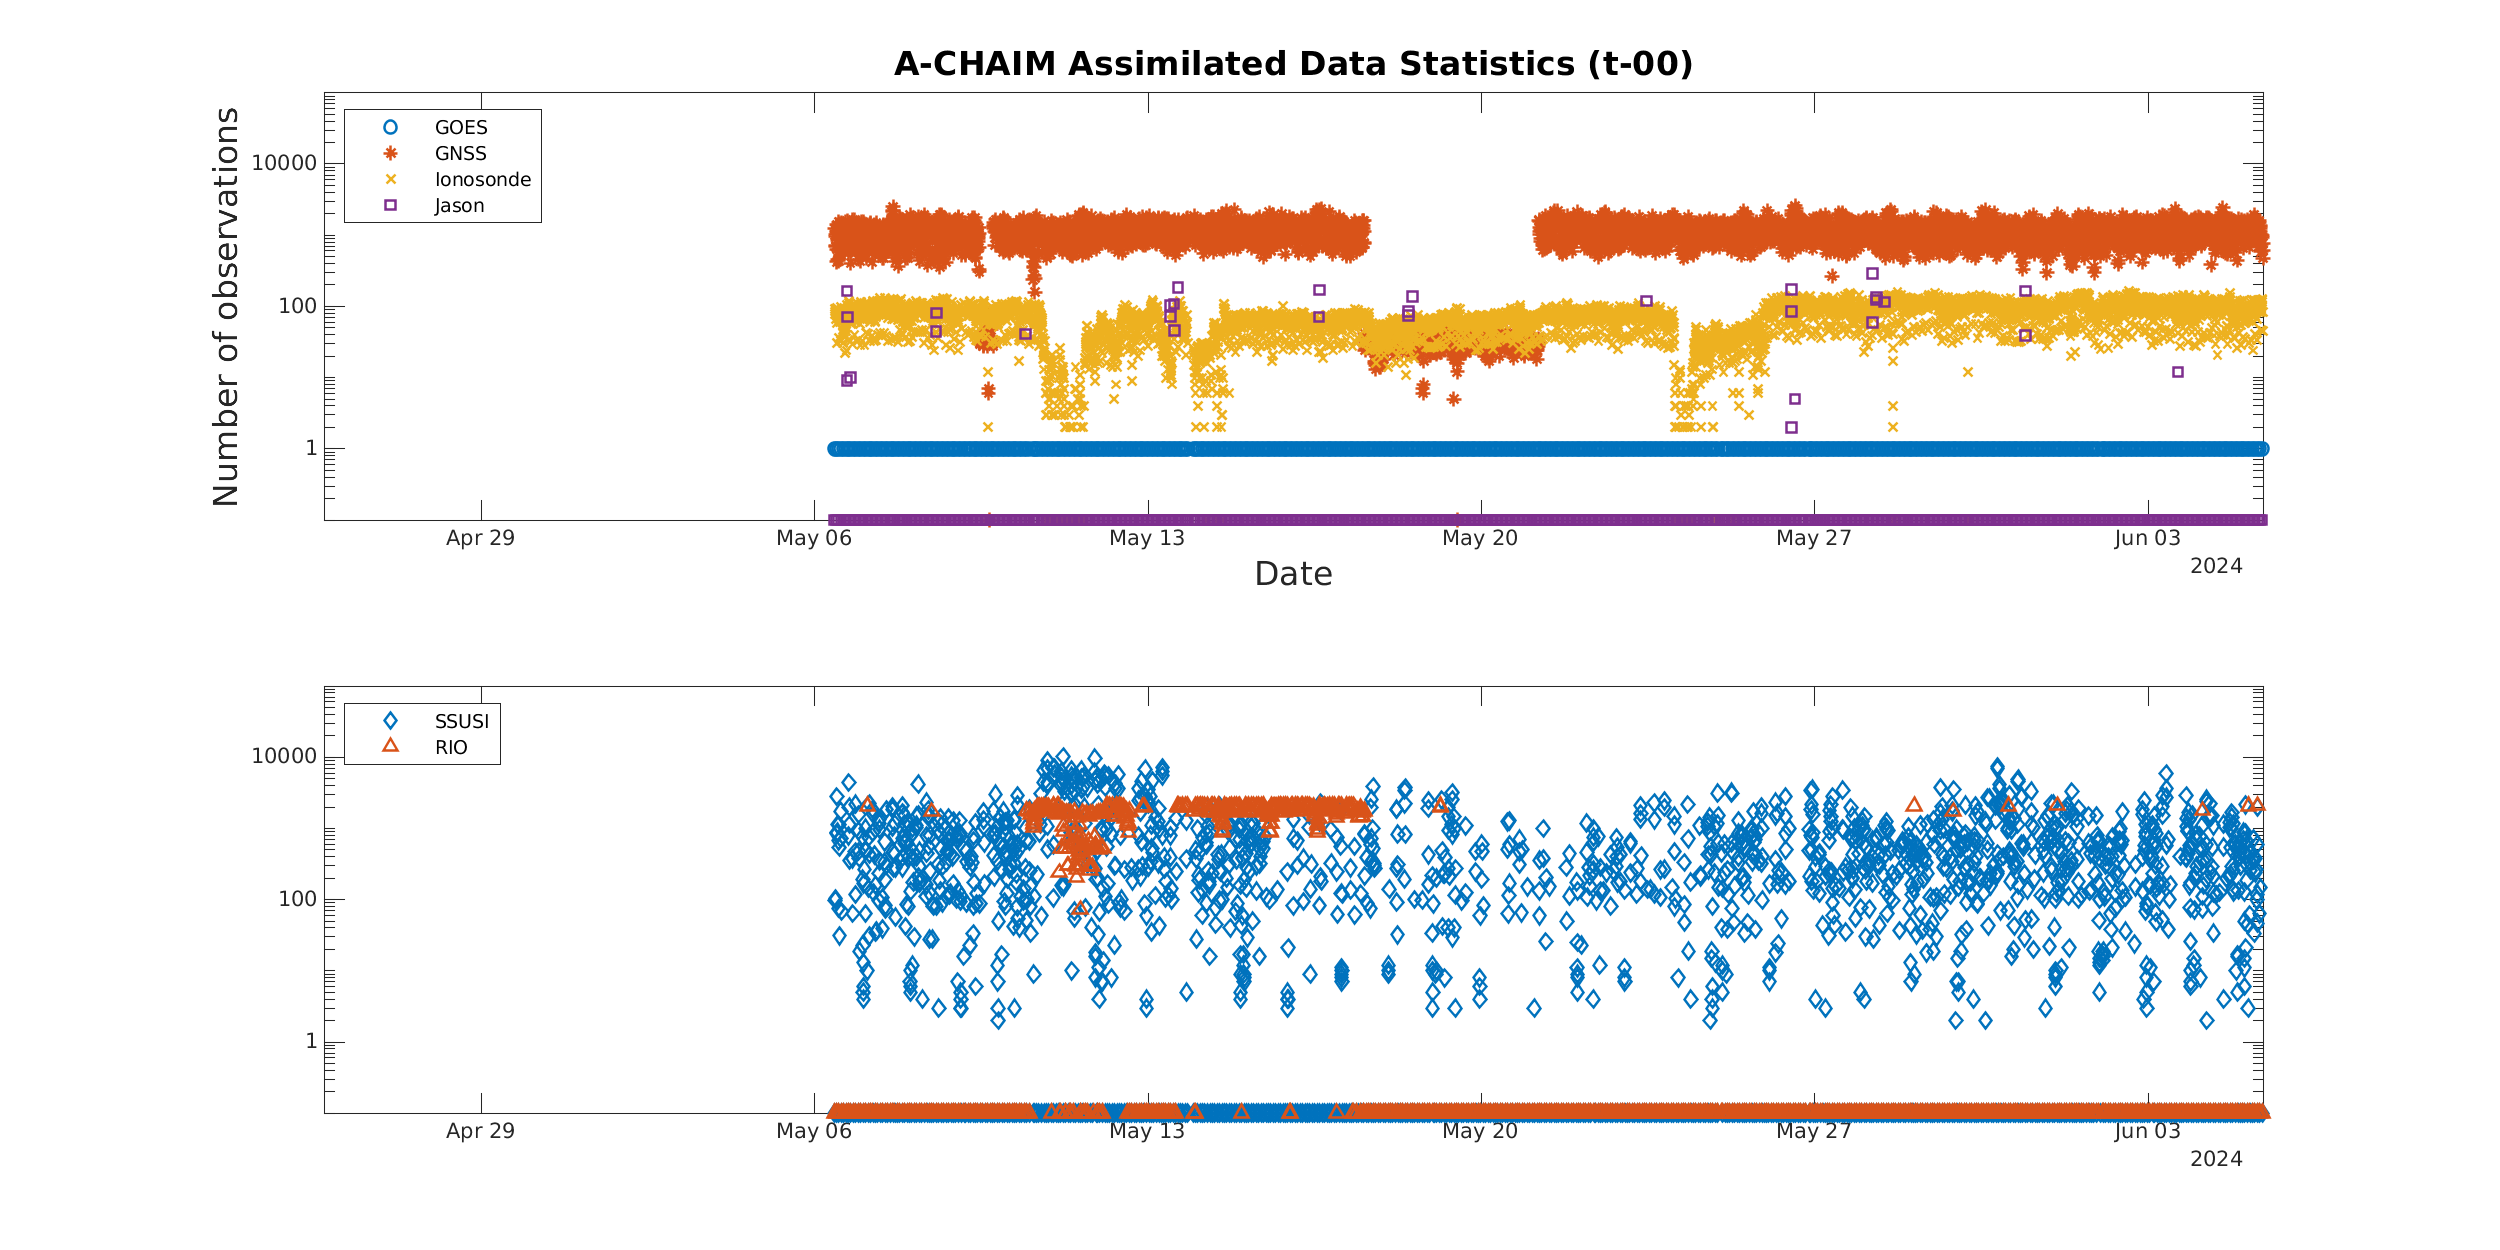 A-CHAIM Assimilated Data Statistics (t-00)
Number of observations
10000
100
1
GOES
GNSS
Ionosonde
Jason
Apr 29
May 06
May 13
May 20
May 27
Jun 03
2024
Date
10000
100
1
SSUSI
RIO
Apr 29
May 06
May 13
May 20
May 27
Jun 03
2024